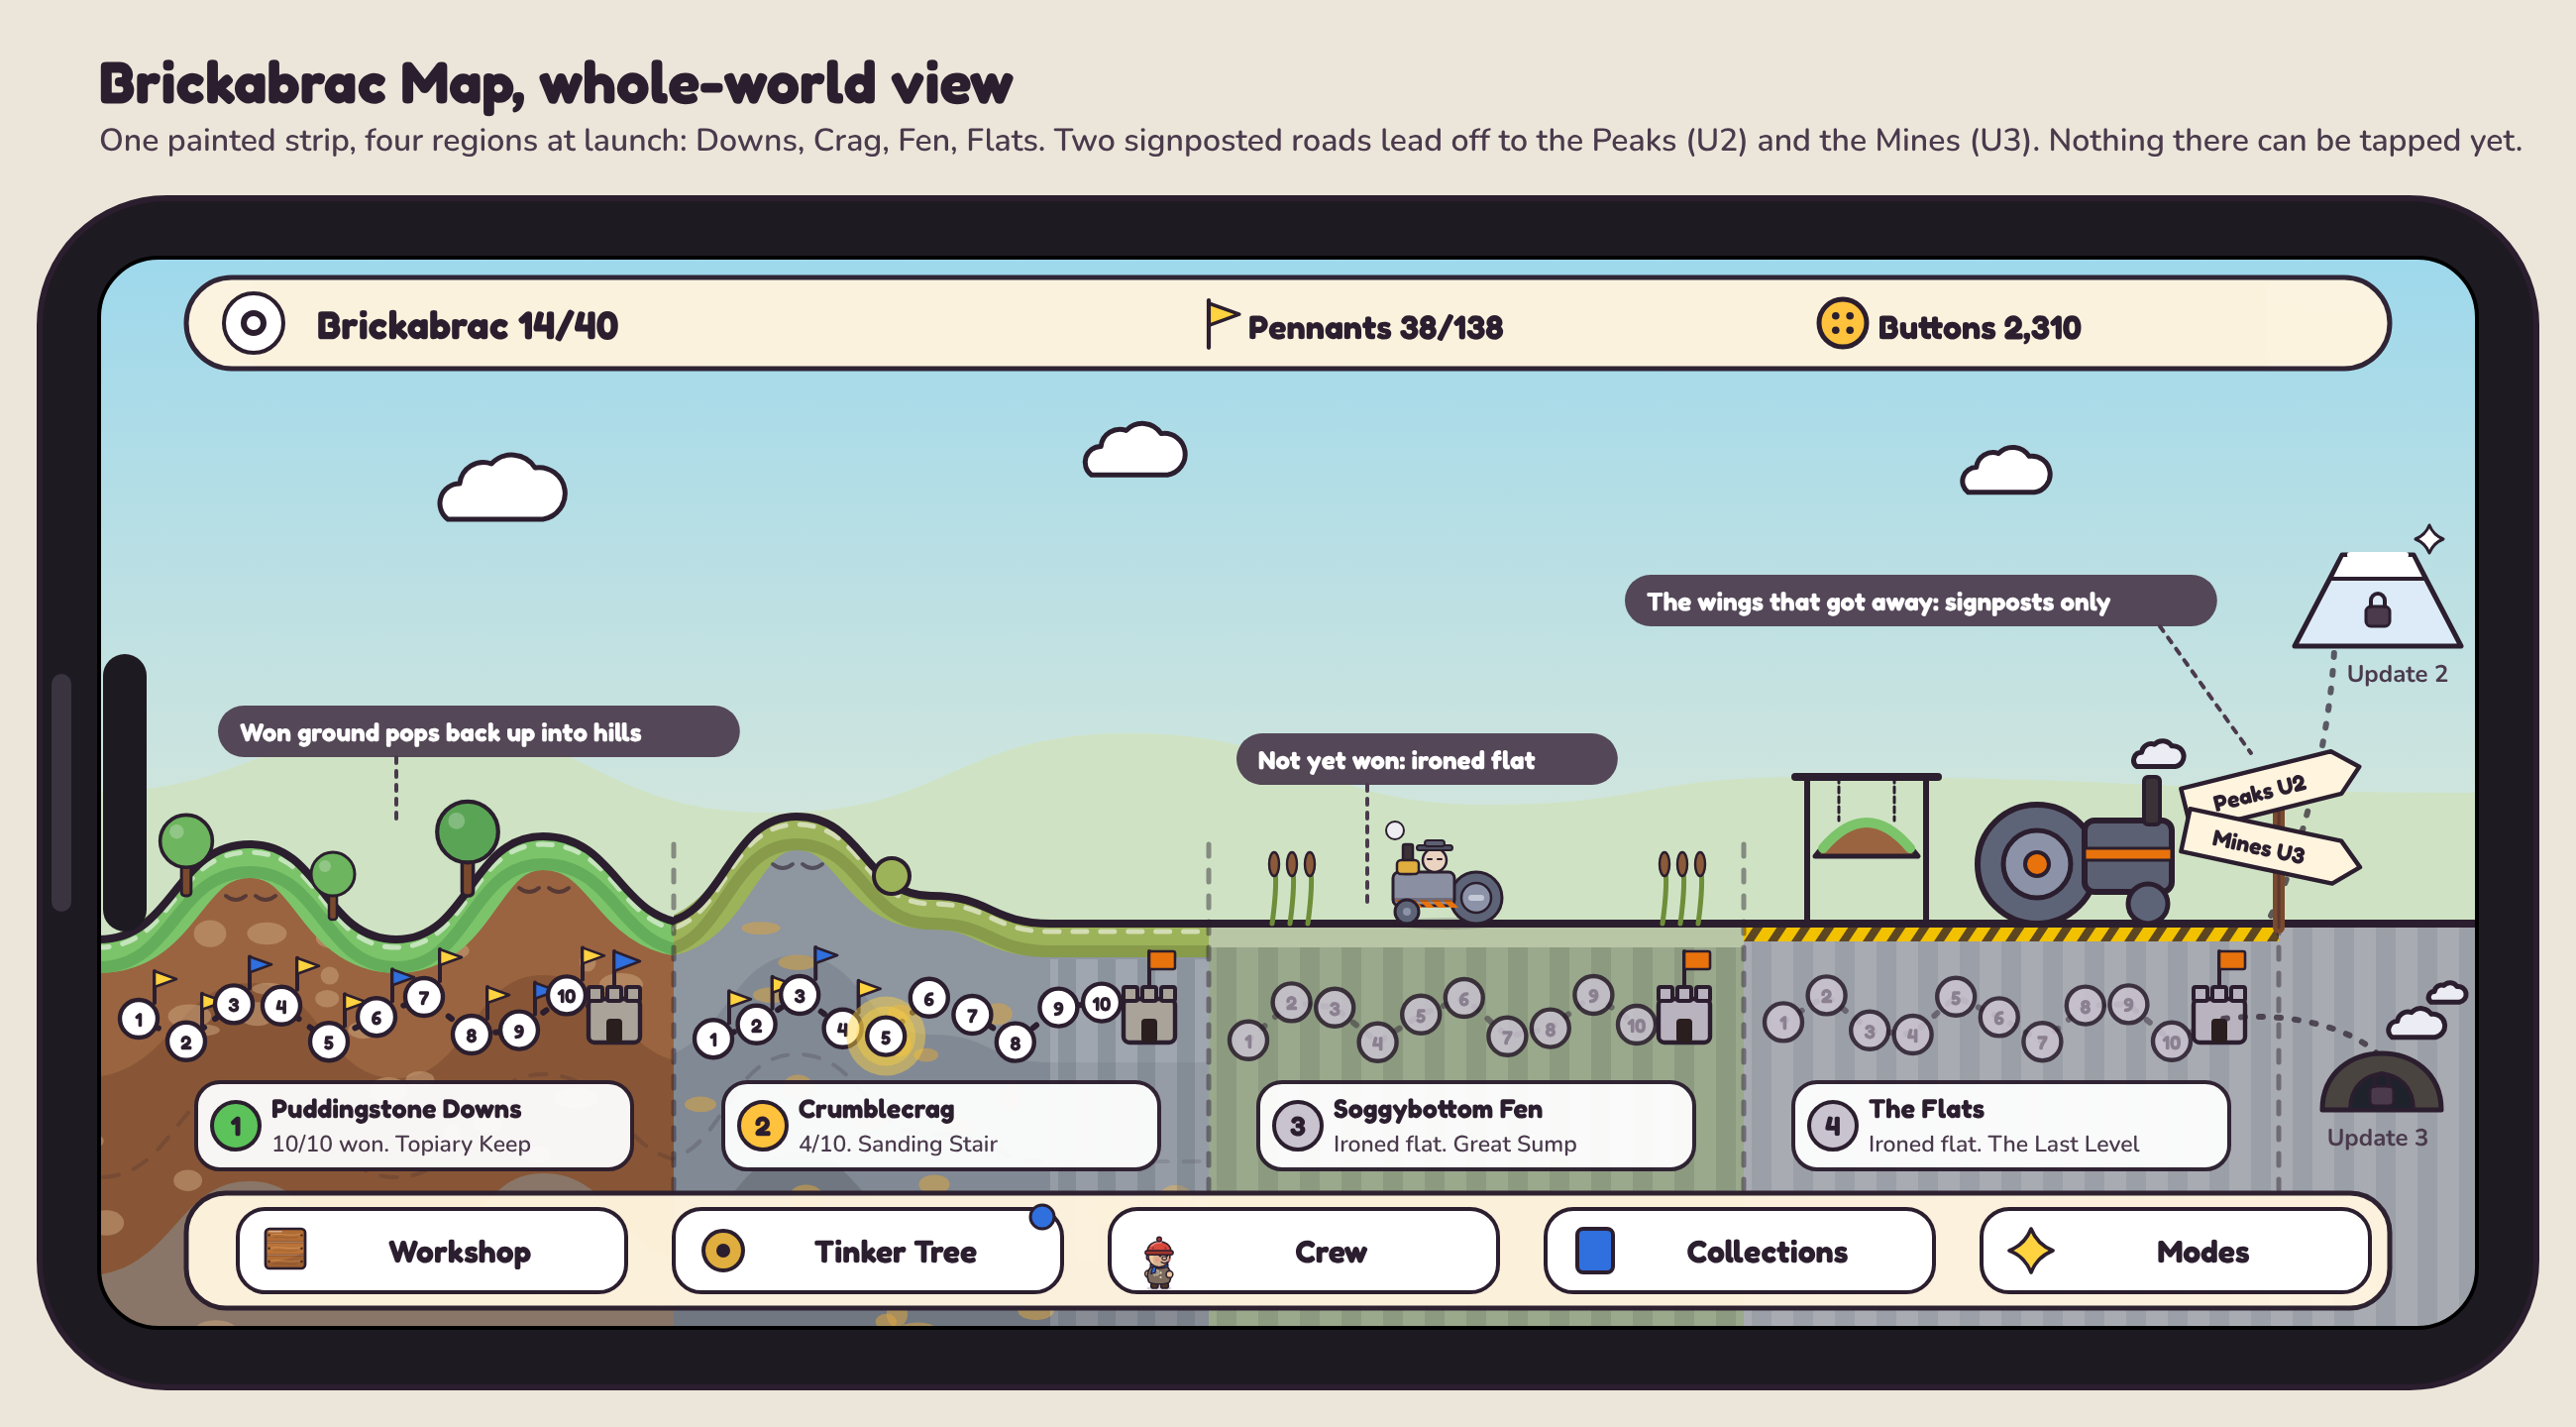 Brickabrac Map, whole-world view
One painted strip, four regions at launch: Downs, Crag, Fen, Flats. Two signposted roads lead off to the Peaks (U2) and the Mines (U3). Nothing there can be tapped yet.
Brickabrac 14/40
Pennants 38/138
Buttons 2,310
The wings that got away: signposts only
Update 2
Won ground pops back up into hills
Not yet won: ironed flat
Peaks U2
Mines U3
1 2 3 4 5 6 7 8 9 10
1 2 3 4 5 6 7 8 9 10
1 2 3 4 5 6 7 8 9 10
1 2 3 4 5 6 7 8 9 10
1
Puddingstone Downs
10/10 won. Topiary Keep
2
Crumblecrag
4/10. Sanding Stair
3
Soggybottom Fen
Ironed flat. Great Sump
4
The Flats
Ironed flat. The Last Level
Update 3
Workshop
Tinker Tree
Crew
Collections
Modes